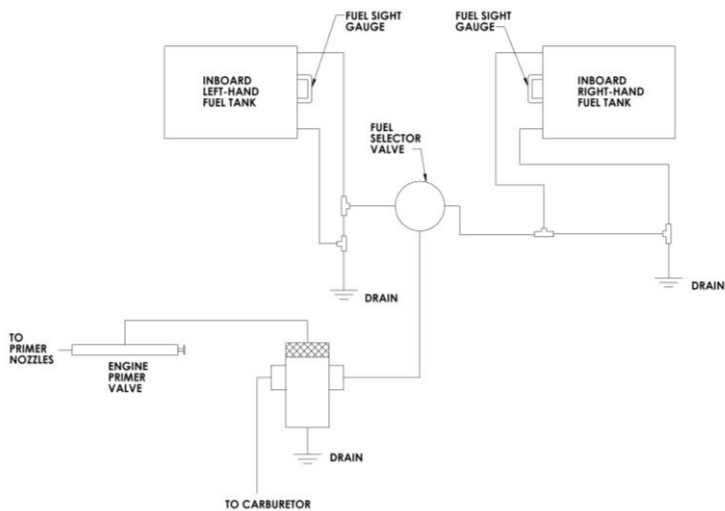 FUEL SIGHT
GAUGE
FUEL SIGHT
GAUGE
INBOARD
LEFT-HAND
FUEL TANK
INBOARD
RIGHT-HAND
FUEL TANK
FUEL
SELECTOR
VALVE
DRAIN
DRAIN
TO
PRIMER
NOZZLES
ENGINE
PRIMER
VALVE
DRAIN
TO CARBURETOR